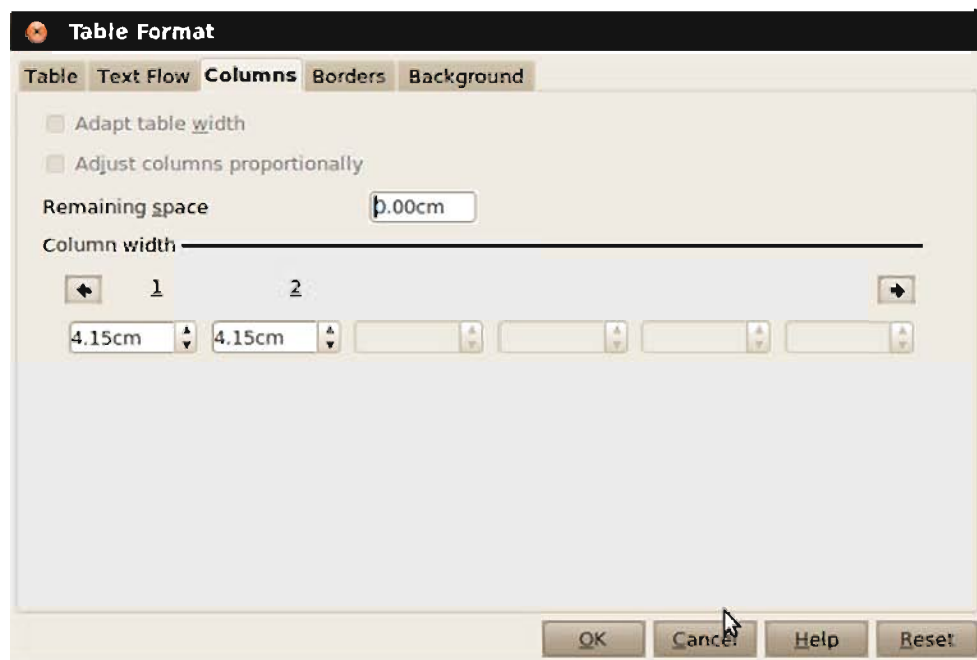 Table Format
Table Text Flow Columns Borders Background
Adapt table width
Adjust columns proportionally
Remaining space 0.00cm
Column width
1 2
4.15cm 4.15cm
OK Cancel Help Reset